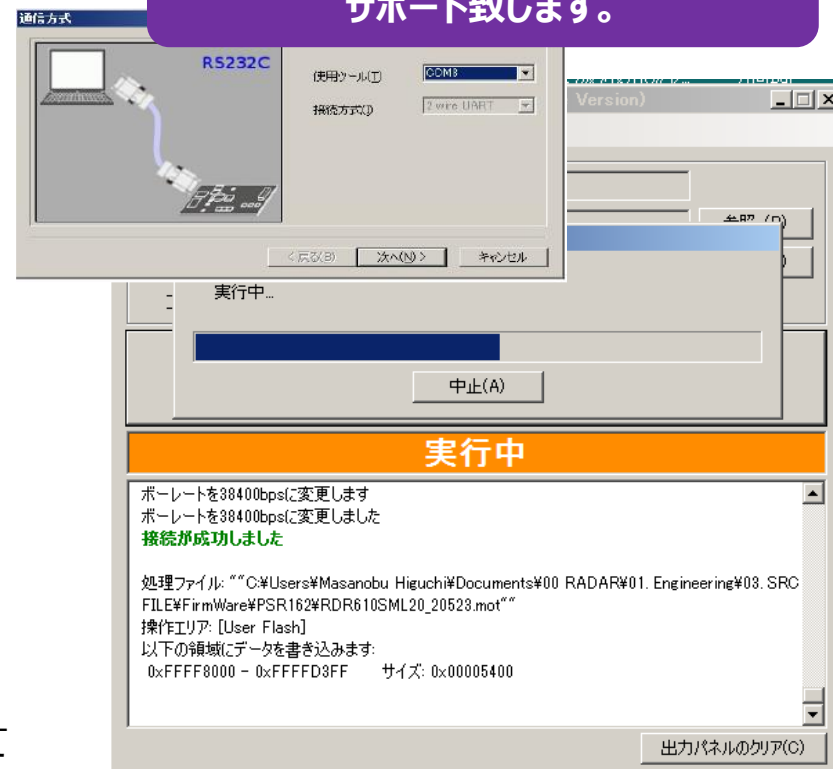 サポート致します。
通信方式
RS232C
使用ツール(T)
COM3
接続方式(J)
2 wire UART
Version)
参照 (R)
< 戻る(B)
次へ(N) >
キャンセル
実行中...
中止(A)
実行中
ボーレートを38400bpsに変更します
ボーレートを38400bpsに変更しました
接続が成功しました
処理ファイル: ""C:¥Users¥Masanobu Higuchi¥Documents¥00 RADAR¥01. Engineering¥03. SRC
FILE¥FirmWare¥PSR162¥RDR610SML20_20523.mot""
操作エリア: [User Flash]
以下の領域にデータを書き込みます:
0xFFFF8000 - 0xFFFFD3FF サイズ: 0x00005400
出力パネルのクリア(C)